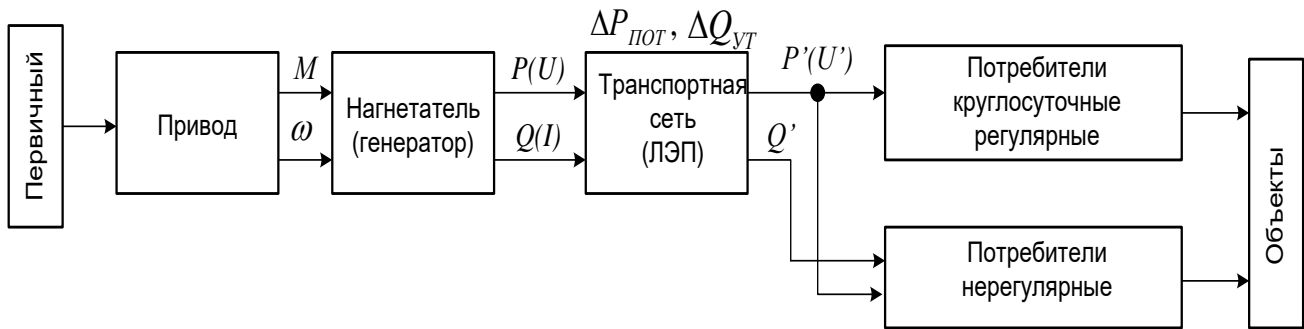 Первичный
Привод
M
ω
Нагнетатель
(генератор)
P(U)
Q(I)
ΔP_ПОТ, ΔQ_УТ
Транспортная
сеть
(ЛЭП)
P’(U’)
Q’
Потребители
круглосуточные
регулярные
Потребители
нерегулярные
Объекты